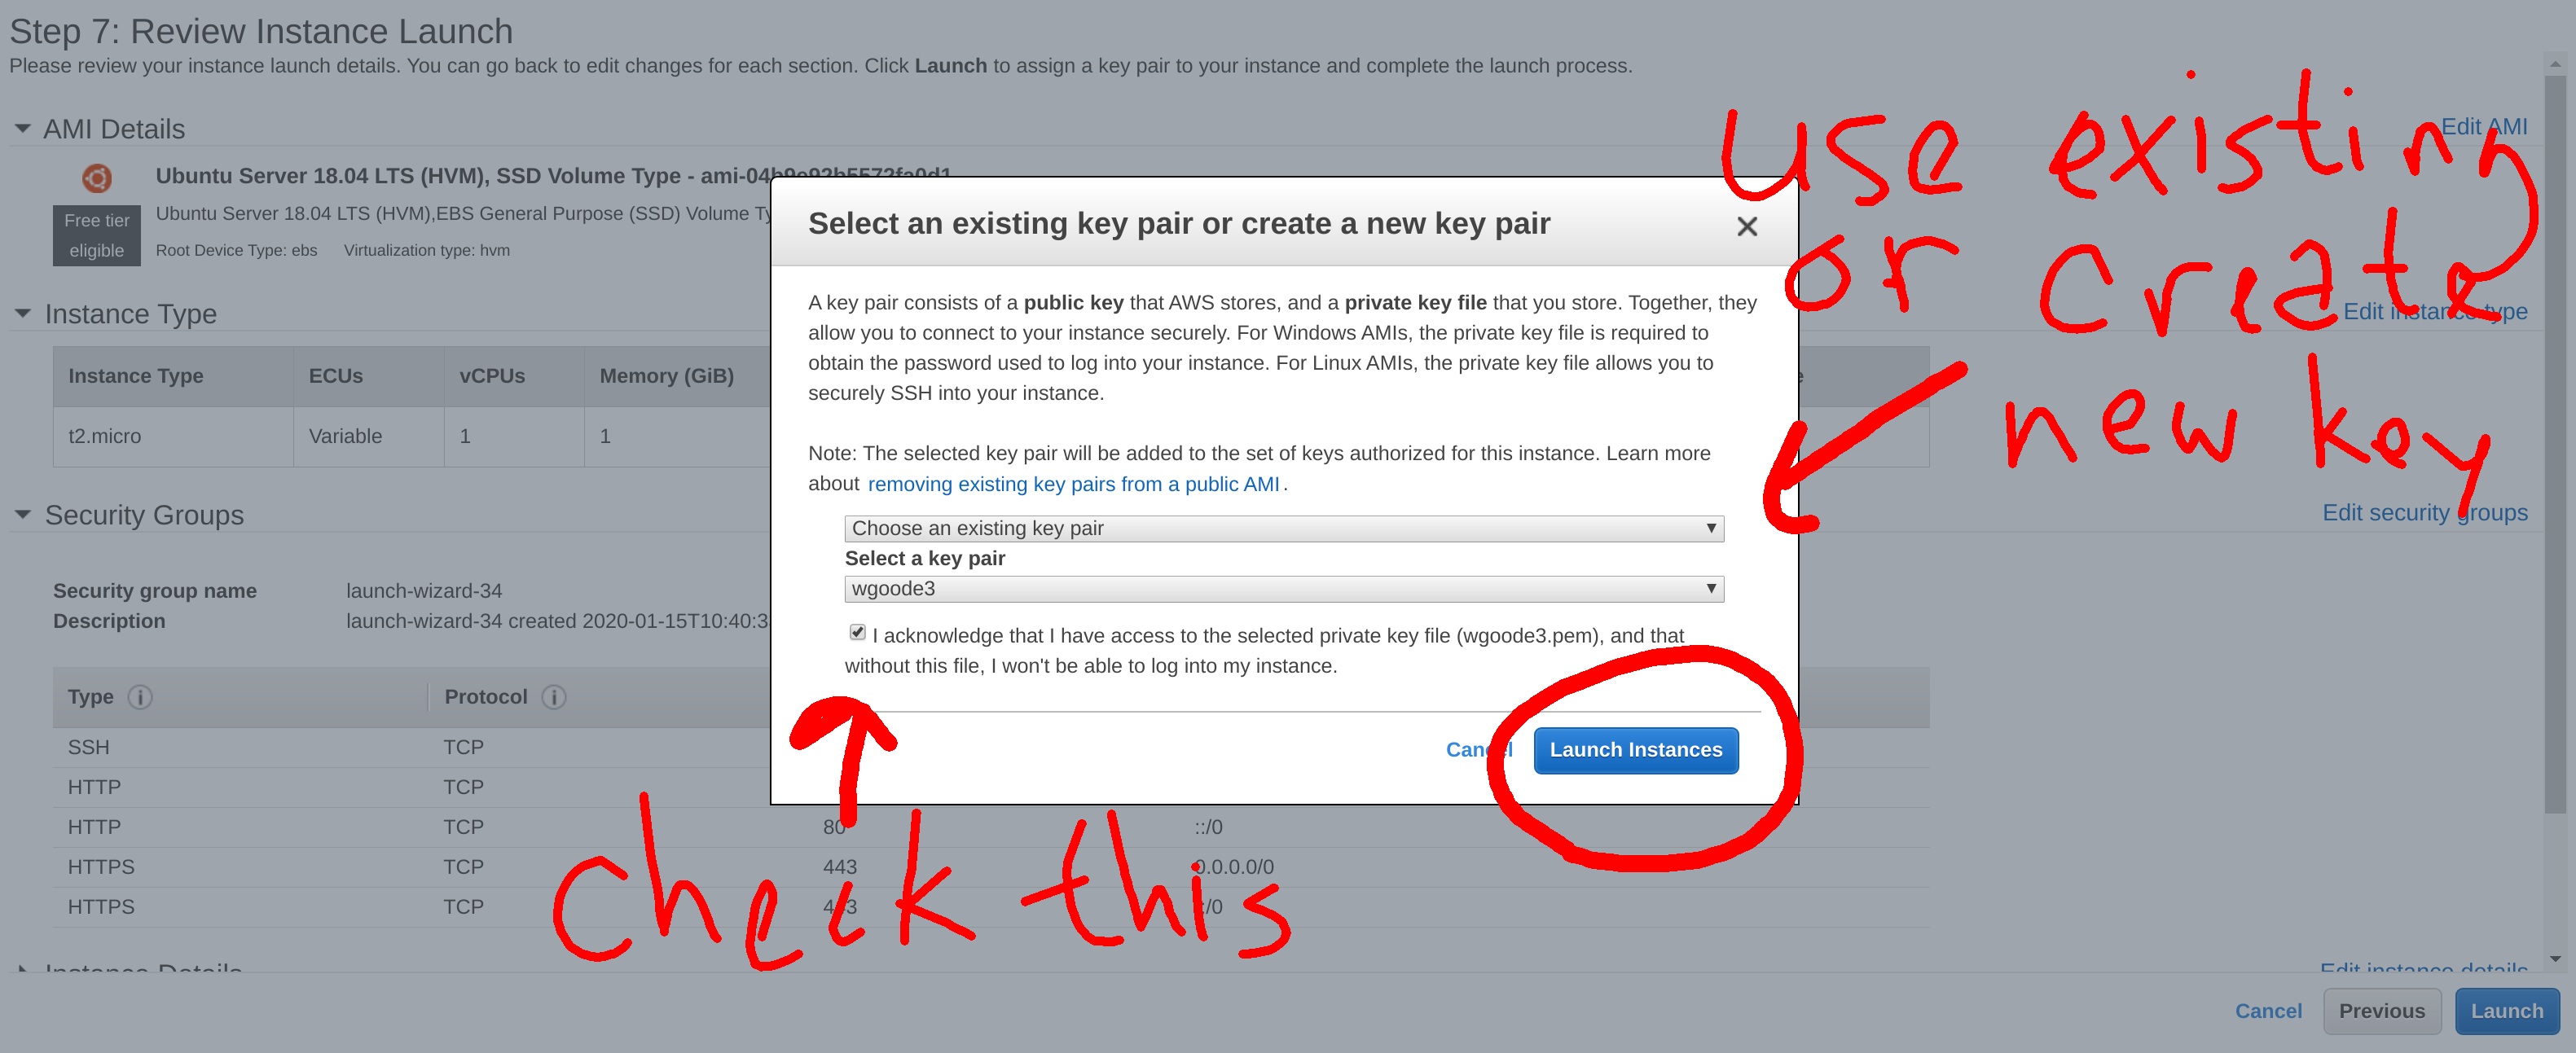 Step 7: Review Instance Launch
Please review your instance launch details. You can go back to edit changes for each section. Click Launch to assign a key pair to your instance and complete the launch process.
AMI Details
Edit AMI
Ubuntu Server 18.04 LTS (HVM), SSD Volume Type - ami-04b9e92b5572fa0d1
Free tier
eligible
Ubuntu Server 18.04 LTS (HVM),EBS General Purpose (SSD) Volume
Root Device Type: ebs Virtualization type: hvm
Instance Type
Edit instance type
Instance Type ECUs vCPUs Memory (GiB)
t2.micro Variable 1 1
Security Groups
Edit security groups
Security group name launch-wizard-34
Description launch-wizard-34 created 2020-01-15T10:40:3
Type Protocol
SSH TCP
HTTP TCP
HTTP TCP 80 ::/0
HTTPS TCP 443 0.0.0.0/0
HTTPS TCP 443 ::/0
Instance Details
Edit instance details
Cancel Previous Launch
Select an existing key pair or create a new key pair
A key pair consists of a public key that AWS stores, and a private key file that you store. Together, they
allow you to connect to your instance securely. For Windows AMIs, the private key file is required to
obtain the password used to log into your instance. For Linux AMIs, the private key file allows you to
securely SSH into your instance.
Note: The selected key pair will be added to the set of keys authorized for this instance. Learn more
about removing existing key pairs from a public AMI.
Choose an existing key pair
Select a key pair
wgoode3
I acknowledge that I have access to the selected private key file (wgoode3.pem), and that
without this file, I won't be able to log into my instance.
Cancel Launch Instances
use existing
or create
new key
check this